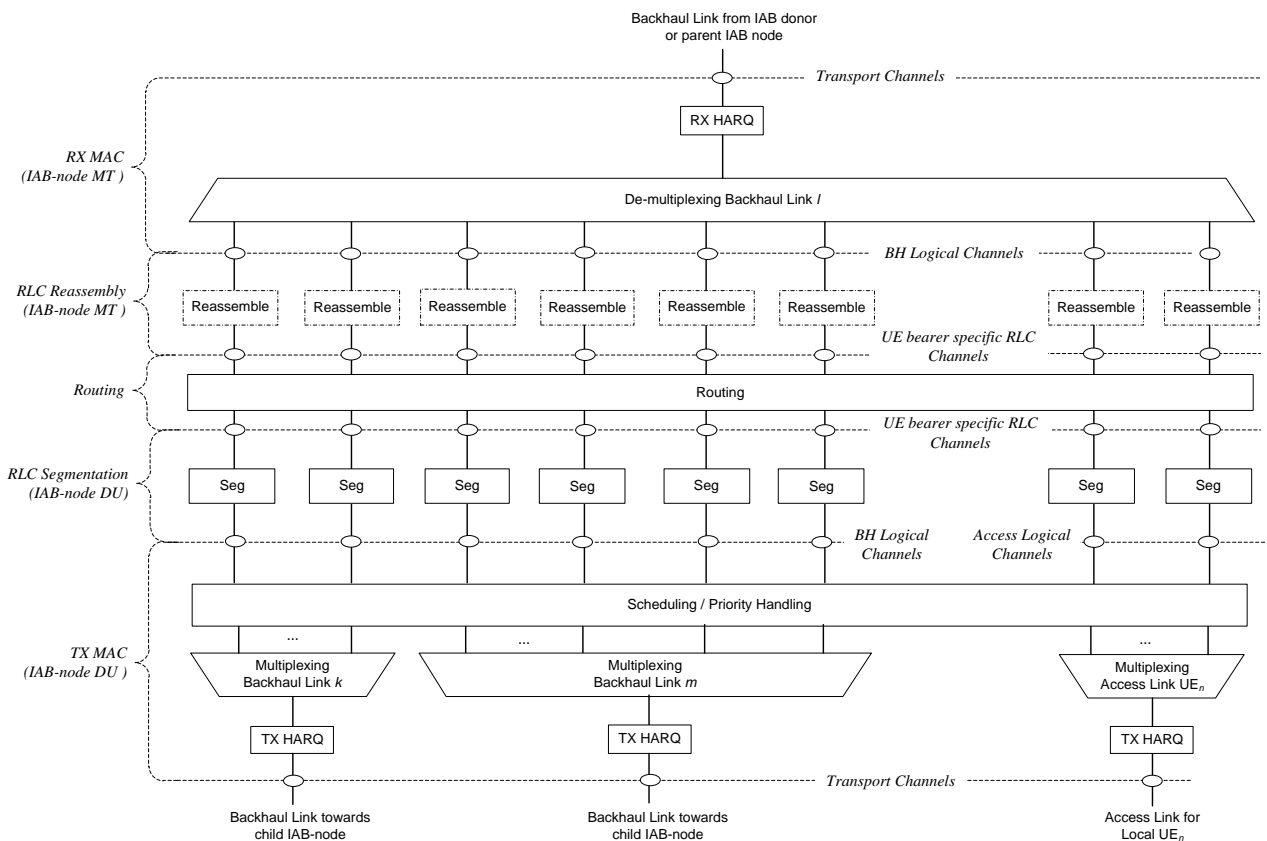 Backhaul Link from IAB donor
or parent IAB node
Transport Channels
RX HARQ
RX MAC
(IAB-node MT )
De-multiplexing Backhaul Link l
BH Logical Channels
RLC Reassembly
(IAB-node MT )
Reassemble
Reassemble
Reassemble
Reassemble
Reassemble
Reassemble
Reassemble
Reassemble
UE bearer specific RLC
Channels
Routing
Routing
UE bearer specific RLC
Channels
RLC Segmentation
(IAB-node DU)
Seg
Seg
Seg
Seg
Seg
Seg
Seg
Seg
BH Logical
Channels
Access Logical
Channels
Scheduling / Priority Handling
TX MAC
(IAB-node DU )
...
...
...
Multiplexing
Backhaul Link k
Multiplexing
Backhaul Link m
Multiplexing
Access Link UEn
TX HARQ
TX HARQ
TX HARQ
Transport Channels
Backhaul Link towards
child IAB-node
Backhaul Link towards
child IAB-node
Access Link for
Local UEn